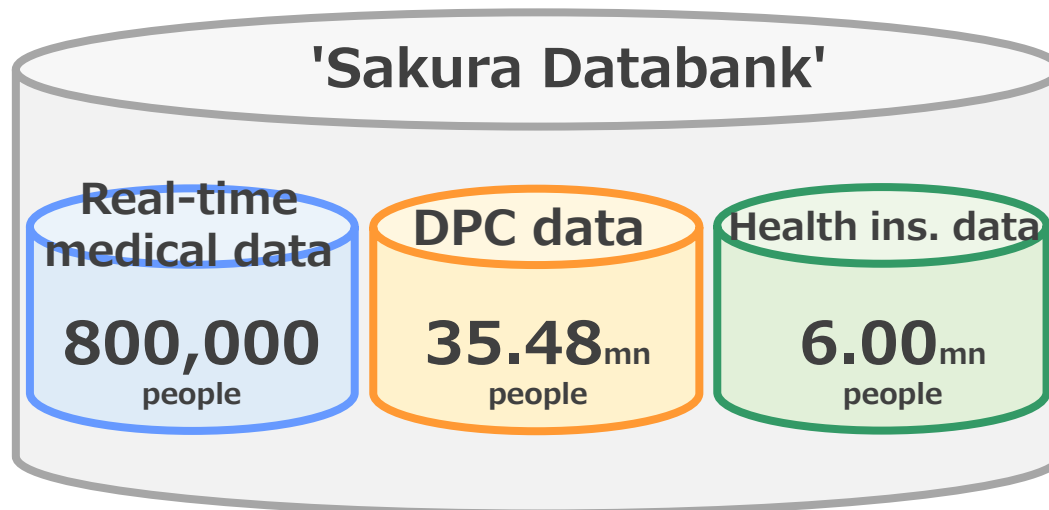 'Sakura Databank'
Real-time
medical data
800,000
people
DPC data
35.48mn
people
Health ins. data
6.00mn
people